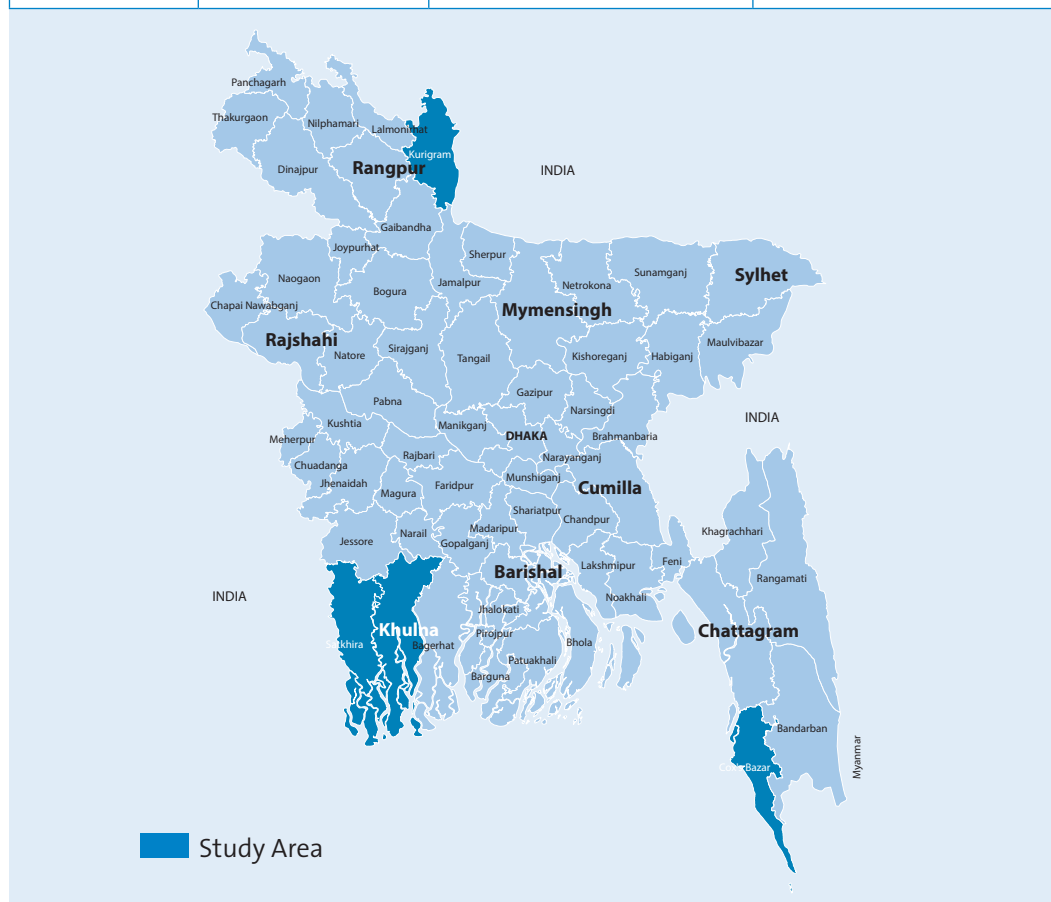 Panchagarh
Thakurgaon
Nilphamari
Lalmonirhat
Kurigram
Dinajpur
Rangpur
INDIA
Gaibandha
Joypurhat
Sherpur
Naogaon
Jamalpur
Bogura
Netrokona
Sunamganj
Sylhet
Chapai Nawabganj
Mymensingh
Rajshahi
Natore
Sirajganj
Tangail
Kishoreganj
Habiganj
Maulvibazar
Gazipur
Pabna
Narsingdi
Kushtia
Manikganj
DHAKA
Brahmanbaria
INDIA
Meherpur
Rajbari
Narayanganj
Chuadanga
Jhenaidah
Magura
Faridpur
Munshiganj
Cumilla
Shariatpur
Chandpur
Madaripur
Khagrachhari
Jessore
Narail
Gopalganj
Barishal
Lakshmipur
Feni
Rangamati
INDIA
Noakhali
Jhalokati
Khulna
Pirojpur
Chattagram
Satkhira
Bagerhat
Bhola
Patuakhali
Barguna
Bandarban
Myanmar
Cox's Bazar
Study Area